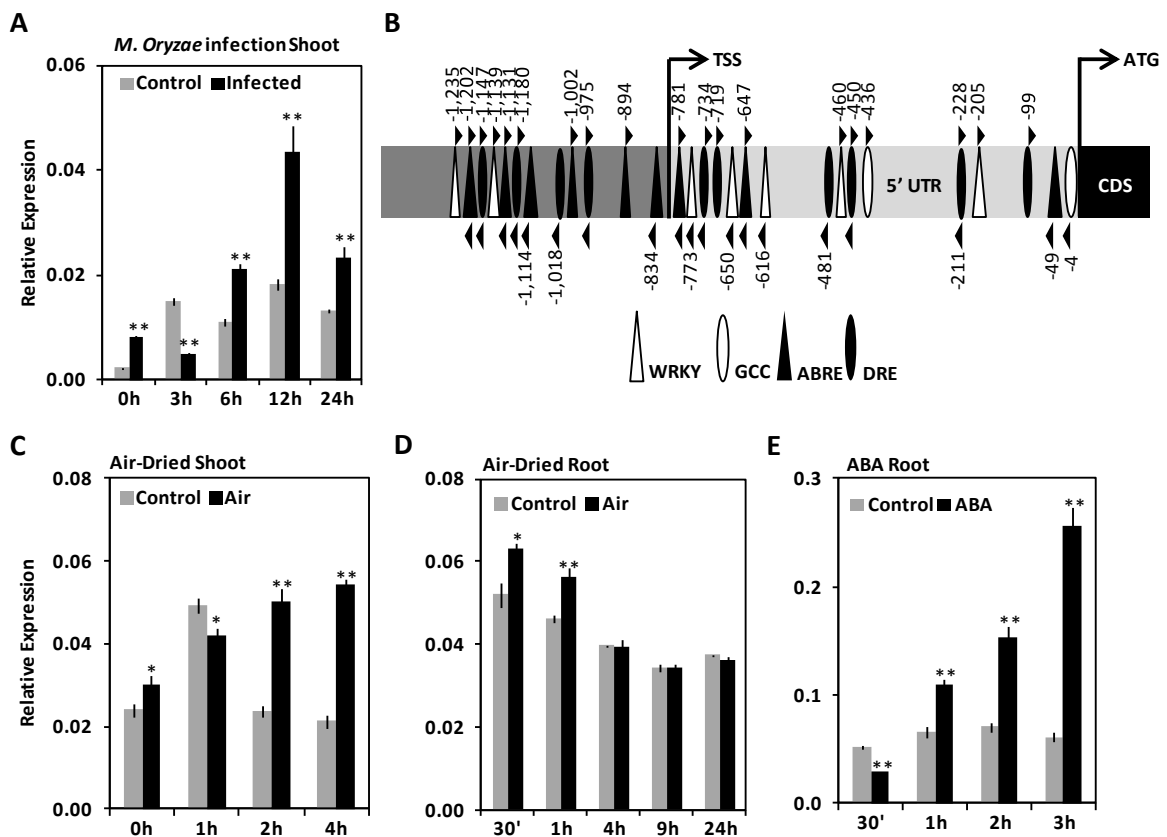 A
M. Oryzae infection Shoot
Control Infected
Relative Expression
0.06
0.04
0.02
0.00
** ** ** ** **
0h 3h 6h 12h 24h
B
TSS
ATG
-1,235 -1,202 -1,147 -1,139 -1,131 -1,180 -1,002 -975 -894 -781 -734 -719 -647 -460 -450 -436 -228 -205 -99
5’ UTR
CDS
-1,114 -1,018 -834 -773 -650 -616 -481 -211 -49 -4
WRKY GCC ABRE DRE
C
Air-Dried Shoot
Control Air
Relative Expression
0.08
0.06
0.04
0.02
0.00
* * ** **
0h 1h 2h 4h
D
Air-Dried Root
Control Air
0.08
0.06
0.04
0.02
0.00
* **
30' 1h 4h 9h 24h
E
ABA Root
Control ABA
0.3
0.2
0.1
0.0
** ** ** **
30' 1h 2h 3h